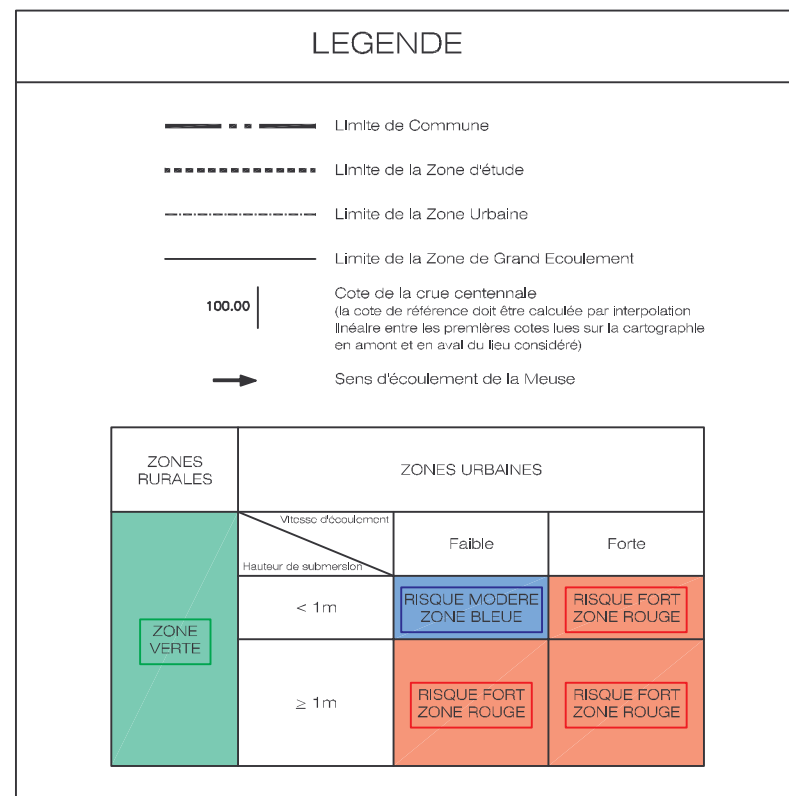 LEGENDE
Limite de Commune
Limite de la Zone d'étude
Limite de la Zone Urbaine
Limite de la Zone de Grand Ecoulement
100.00
Cote de la crue centennale
(la cote de référence doit être calculée par interpolation
linéaire entre les premières cotes lues sur la cartographie
en amont et en aval du lieu considéré)
Sens d'écoulement de la Meuse
ZONES
RURALES
ZONES URBAINES
Vitesse d'écoulement
Hauteur de submersion
Faible
Forte
ZONE
VERTE
< 1m
RISQUE MODERE
ZONE BLEUE
RISQUE FORT
ZONE ROUGE
≥ 1m
RISQUE FORT
ZONE ROUGE
RISQUE FORT
ZONE ROUGE